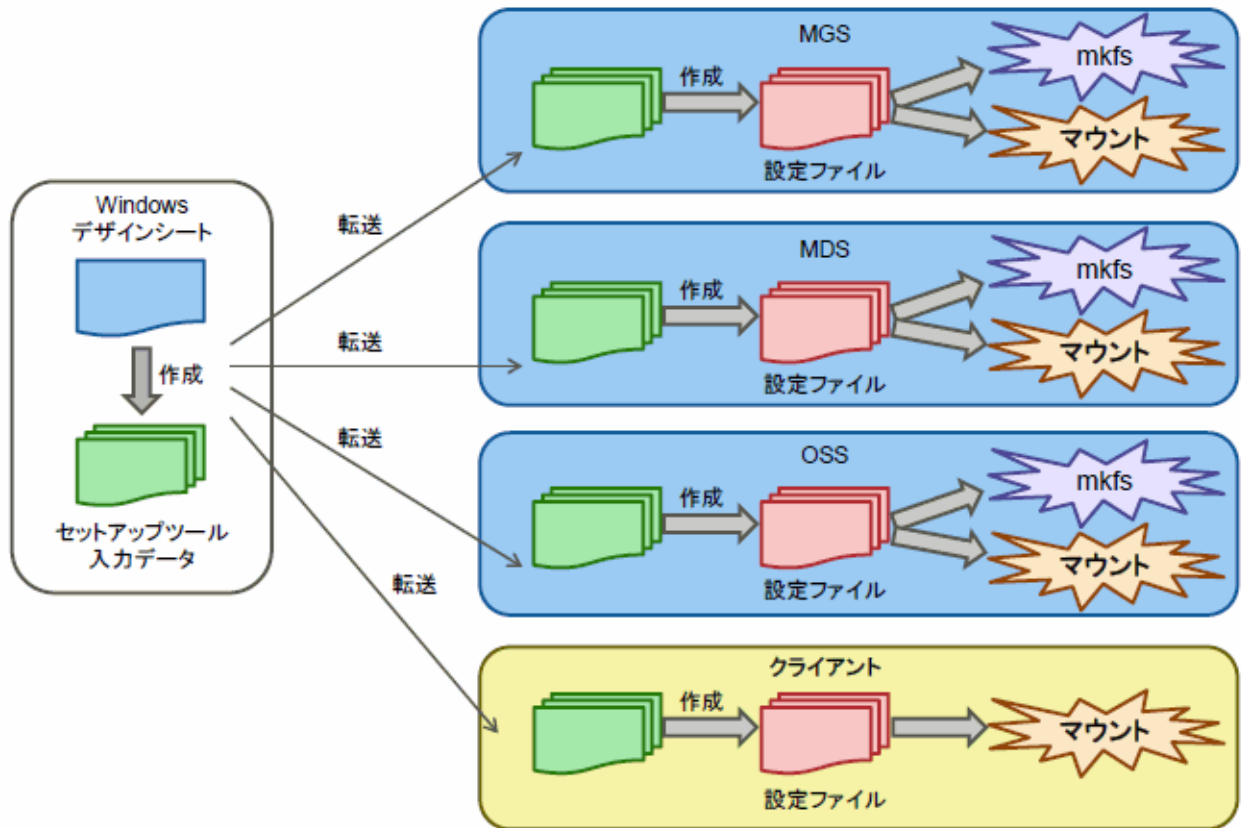 Windows
デザインシート
作成
セットアップツール
入力データ
転送
転送
転送
転送
MGS
作成
設定ファイル
mkfs
マウント
MDS
作成
設定ファイル
mkfs
マウント
OSS
作成
設定ファイル
mkfs
マウント
クライアント
作成
設定ファイル
マウント